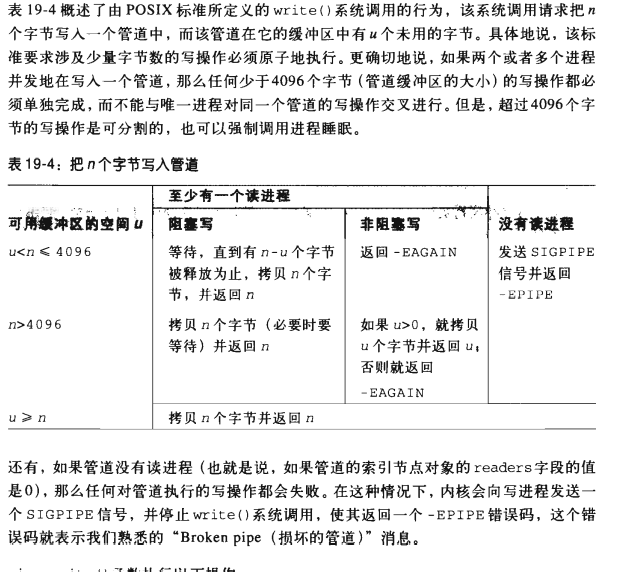 表 19-4 概述了由 POSIX 标准所定义的 write() 系统调用的行为，该系统调用请求把 n
个字节写入一个管道中，而该管道在它的缓冲区中有 u 个未用的字节。具体地说，该标
准要求涉及少量字节数的写操作必须原子地执行。更确切地说，如果两个或者多个进程
并发地在写入一个管道，那么任何少于4096个字节（管道缓冲区的大小）的写操作都必
须单独完成，而不能与唯一进程对同一个管道的写操作交叉进行。但是，超过4096个字
节的写操作是可分割的，也可以强制调用进程睡眠。
表 19-4：把 n 个字节写入管道
至少有一个读进程
可用缓冲区的空间 u 阻塞写 非阻塞写 没有读进程
u<n ≤ 4096 等待，直到有 n-u 个字节 返回 -EAGAIN 发送 SIGPIPE
被释放为止，拷贝 n 个字 信号并返回
节，并返回 n -EPIPE
n>4096 拷贝 n 个字节（必要时要 如果 u>0，就拷贝
等待）并返回 n u 个字节并返回 u；
否则就返回
-EAGAIN
u ≥ n 拷贝 n 个字节并返回 n
还有，如果管道没有读进程（也就是说，如果管道的索引节点对象的 readers 字段的值
是0），那么任何对管道执行的写操作都会失败。在这种情况下，内核会向写进程发送一
个 SIGPIPE 信号，并停止 write() 系统调用，使其返回一个 -EPIPE 错误码，这个错
误码就表示我们熟悉的“Broken pipe（损坏的管道）”消息。